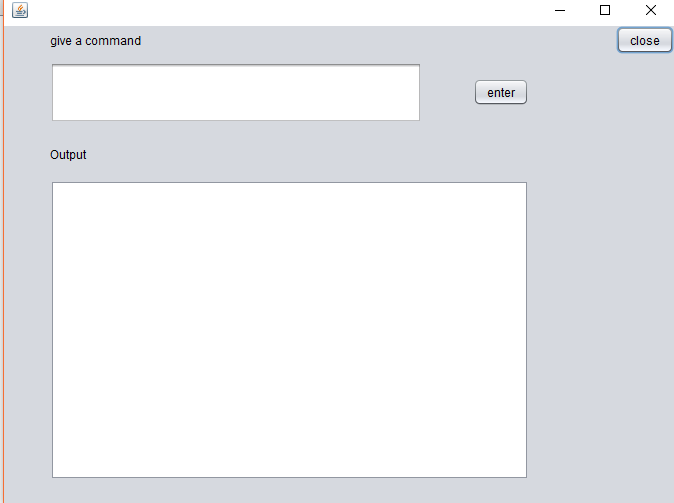 give a command
close
enter
Output